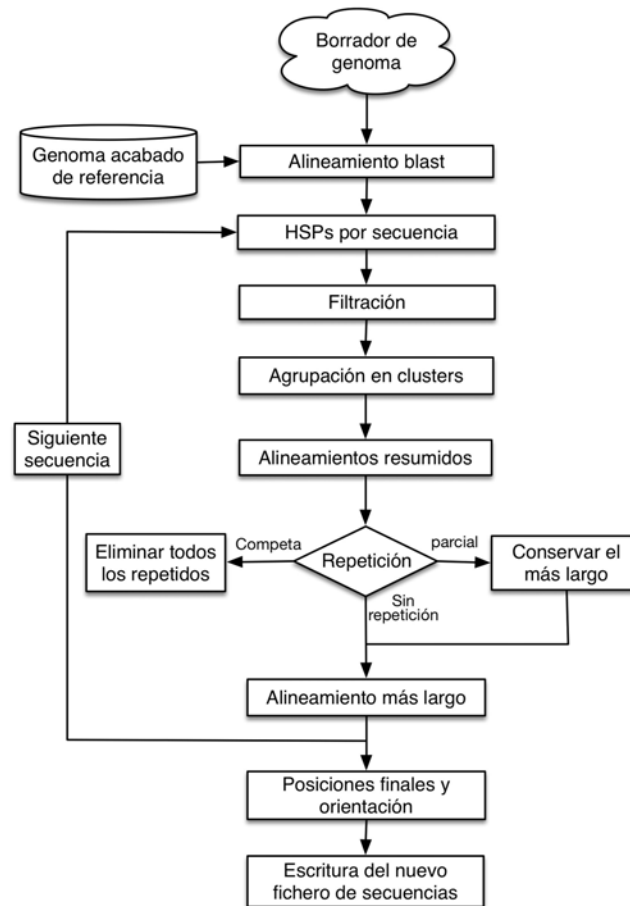 Borrador de
genoma
Genoma acabado
de referencia
Alineamiento blast
HSPs por secuencia
Filtración
Agrupación en clusters
Siguiente
secuencia
Alineamientos resumidos
Eliminar todos
los repetidos
Competa
Repetición
parcial
Conservar el
más largo
Sin
repetición
Alineamiento más largo
Posiciones finales y
orientación
Escritura del nuevo
fichero de secuencias